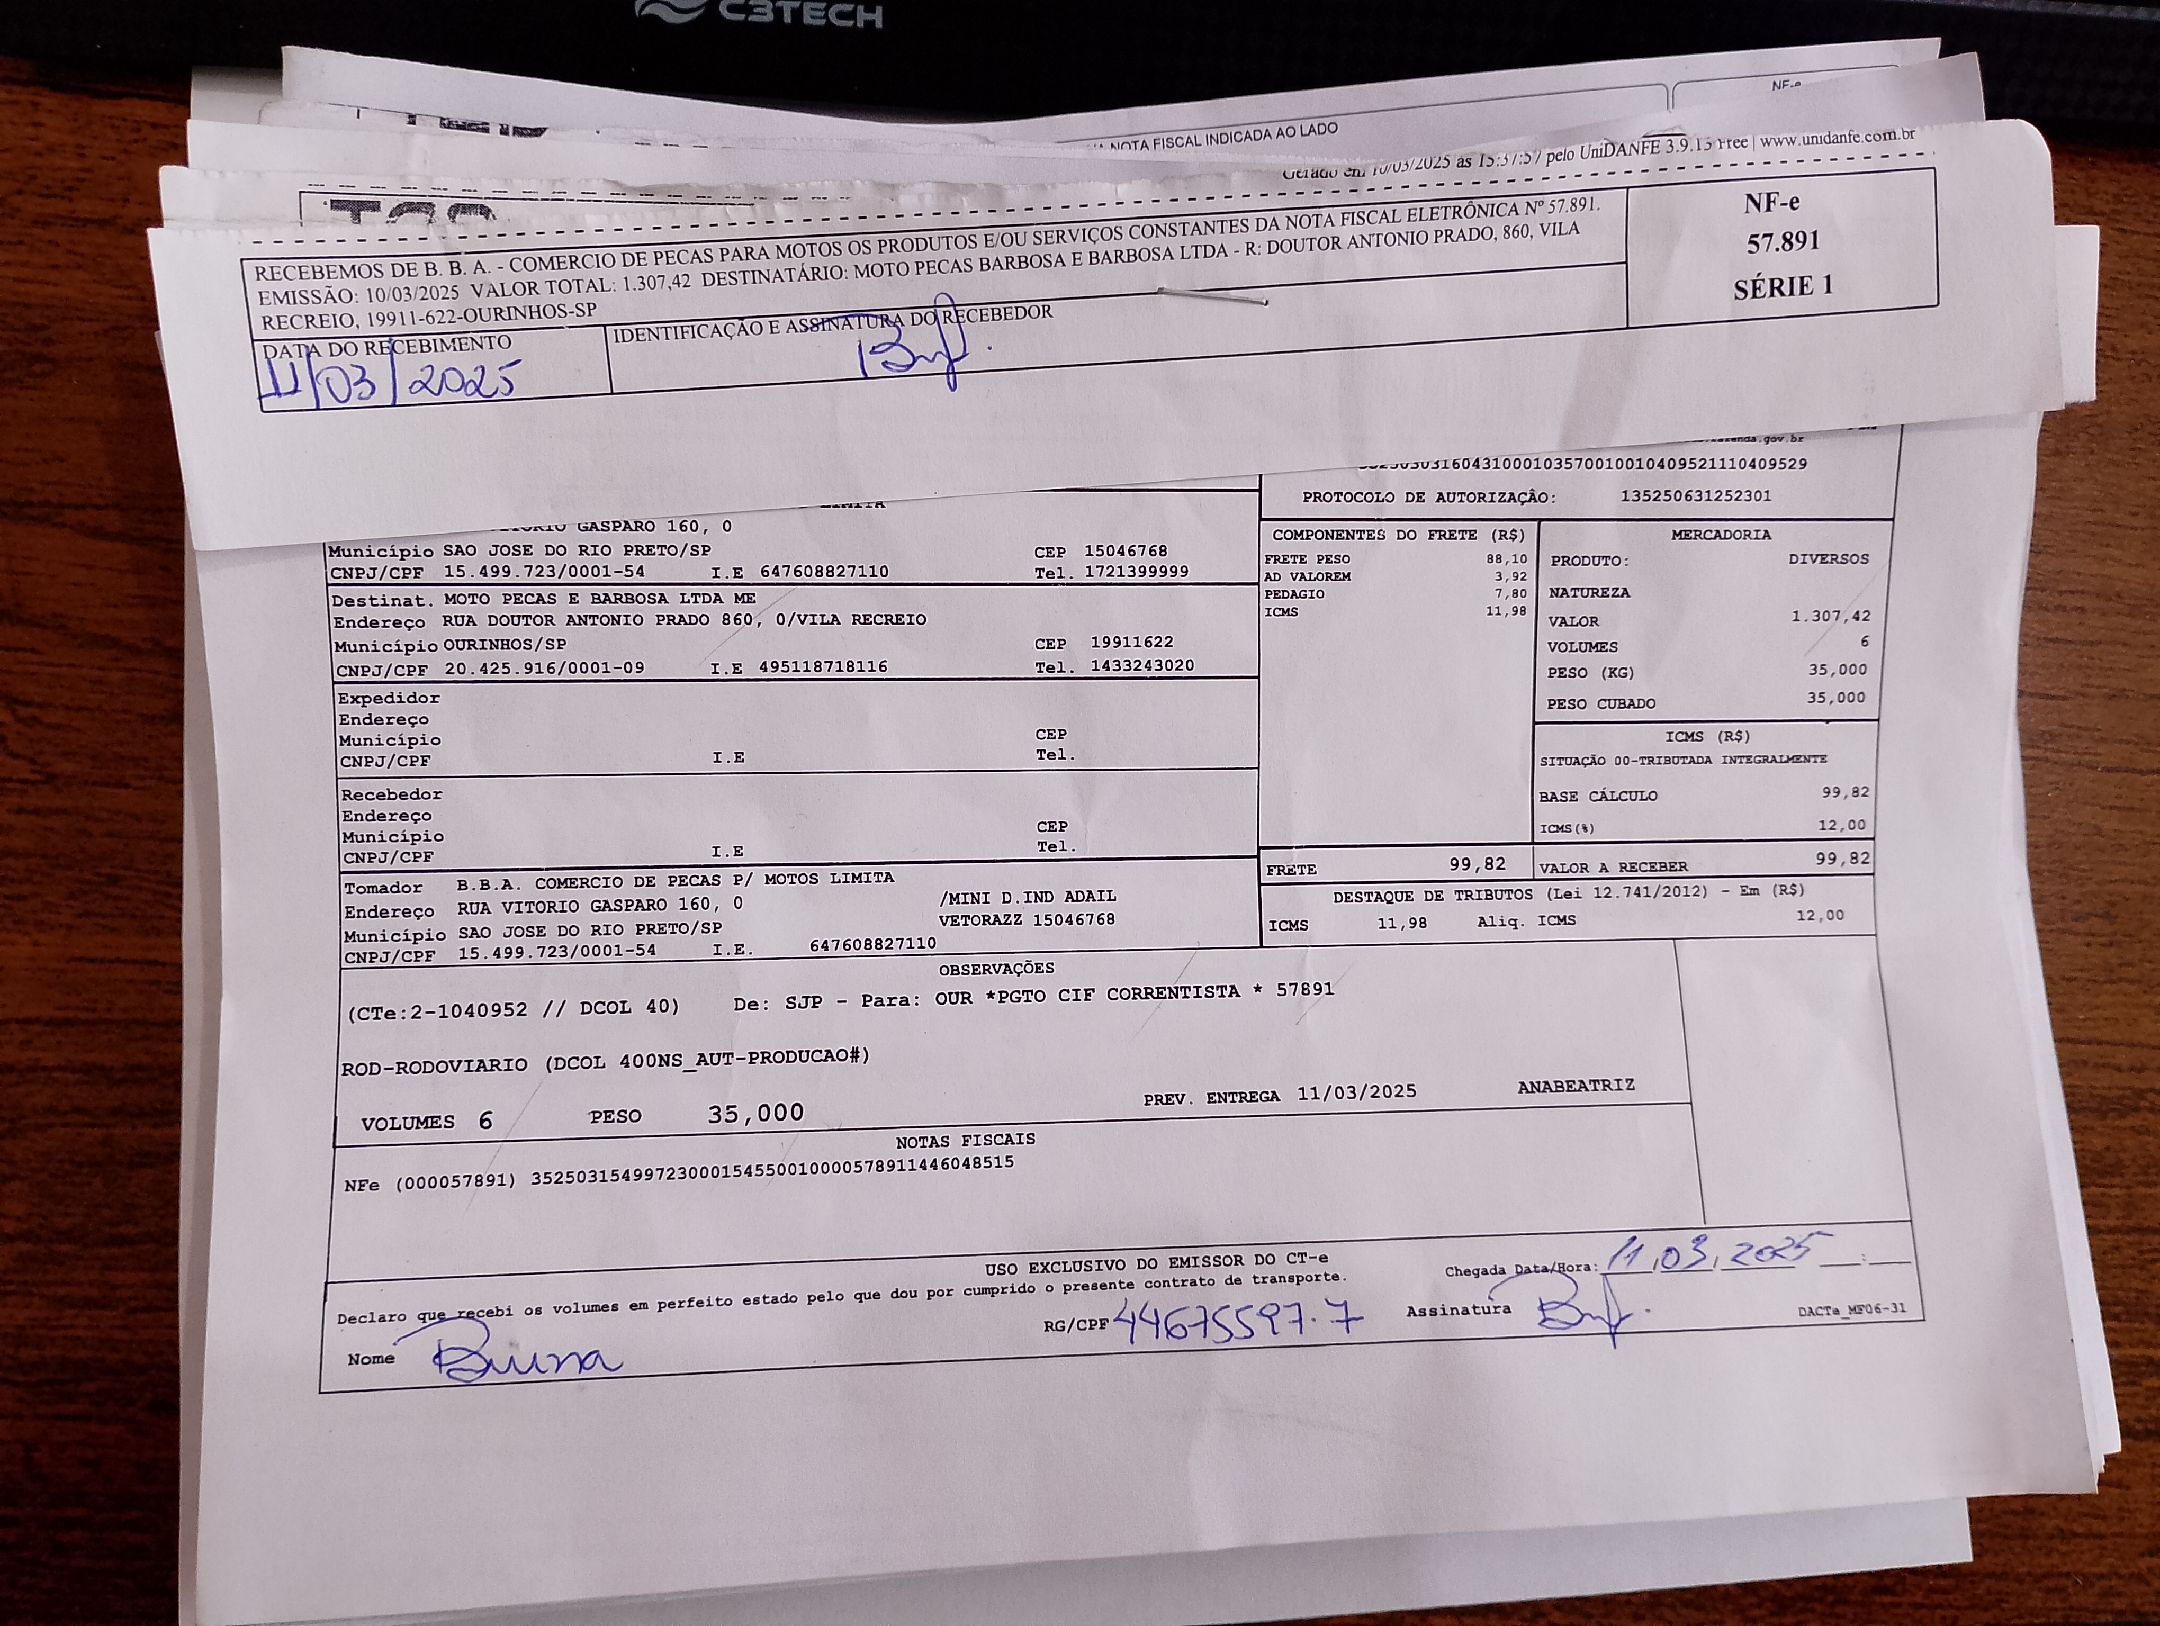 C3TECH
NF-e
NOTA FISCAL INDICADA AO LADO
Gerado em 10/03/2025 as 15:37:57 pelo UniDANFE 3.9.15 Free | www.unidanfe.com.br
RECEBEMOS DE B. B. A. - COMERCIO DE PECAS PARA MOTOS OS PRODUTOS E/OU SERVIÇOS CONSTANTES DA NOTA FISCAL ELETRÔNICA Nº 57.891.
EMISSÃO: 10/03/2025 VALOR TOTAL: 1.307,42 DESTINATÁRIO: MOTO PECAS BARBOSA E BARBOSA LTDA - R: DOUTOR ANTONIO PRADO, 860, VILA
RECREIO, 19911-622-OURINHOS-SP
NF-e
57.891
SÉRIE 1
DATA DO RECEBIMENTO
11/03/2025
IDENTIFICAÇÃO E ASSINATURA DO RECEBEDOR
PROTOCOLO DE AUTORIZAÇÃO: 135250631252301
GASPARO 160, 0
Município SAO JOSE DO RIO PRETO/SP CEP 15046768
CNPJ/CPF 15.499.723/0001-54 I.E 647608827110 Tel. 1721399999
Destinat. MOTO PECAS E BARBOSA LTDA ME
Endereço RUA DOUTOR ANTONIO PRADO 860, 0/VILA RECREIO
Município OURINHOS/SP CEP 19911622
CNPJ/CPF 20.425.916/0001-09 I.E 495118718116 Tel. 1433243020
Expedidor
Endereço
Município CEP
CNPJ/CPF I.E Tel.
Recebedor
Endereço
Município CEP
CNPJ/CPF I.E Tel.
Tomador B.B.A. COMERCIO DE PECAS P/ MOTOS LIMITA
Endereço RUA VITORIO GASPARO 160, 0 /MINI D.IND ADAIL
Município SAO JOSE DO RIO PRETO/SP VETORAZZ 15046768
CNPJ/CPF 15.499.723/0001-54 I.E. 647608827110
COMPONENTES DO FRETE (R$)
FRETE PESO 88,10
AD VALOREM 3,92
PEDAGIO 7,80
ICMS 11,98
MERCADORIA
PRODUTO: DIVERSOS
NATUREZA
VALOR 1.307,42
VOLUMES 6
PESO (KG) 35,000
PESO CUBADO 35,000
ICMS (R$)
SITUAÇÃO 00-TRIBUTADA INTEGRALMENTE
BASE CÁLCULO 99,82
ICMS(%) 12,00
FRETE 99,82 VALOR A RECEBER 99,82
DESTAQUE DE TRIBUTOS (Lei 12.741/2012) - Em (R$)
ICMS 11,98 Aliq. ICMS 12,00
OBSERVAÇÕES
(CTe:2-1040952 // DCOL 40) De: SJP - Para: OUR *PGTO CIF CORRENTISTA * 57891
ROD-RODOVIARIO (DCOL 400NS_AUT-PRODUCAO#)
VOLUMES 6 PESO 35,000 PREV. ENTREGA 11/03/2025 ANABEATRIZ
NOTAS FISCAIS
NFe (000057891) 35250315499723000154550010000578911446048515
USO EXCLUSIVO DO EMISSOR DO CT-e
Declaro que recebi os volumes em perfeito estado pelo que dou por cumprido o presente contrato de transporte.
Chegada Data/Hora: 11,03,2025 __:__
Nome Bruna RG/CPF 44675597.7 Assinatura DACTe_MF06-31